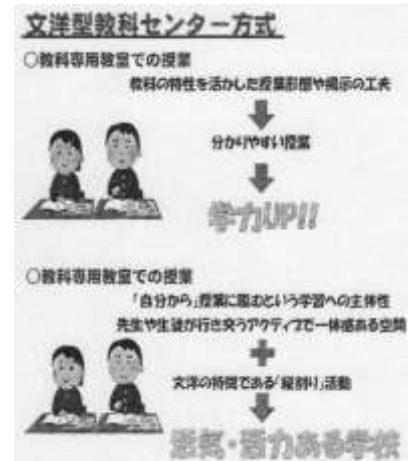 文洋型教科センター方式
○教科専用教室での授業
教科の特性を活かした授業形態や掲示の工夫
分かりやすい授業
学力UP!!
○教科専用教室での授業
「自分から」授業に臨むという学習への主体性
先生や生徒が行き交うアクティブで一体感ある空間
文洋の特徴である「縦割り」活動
活気・活力ある学校